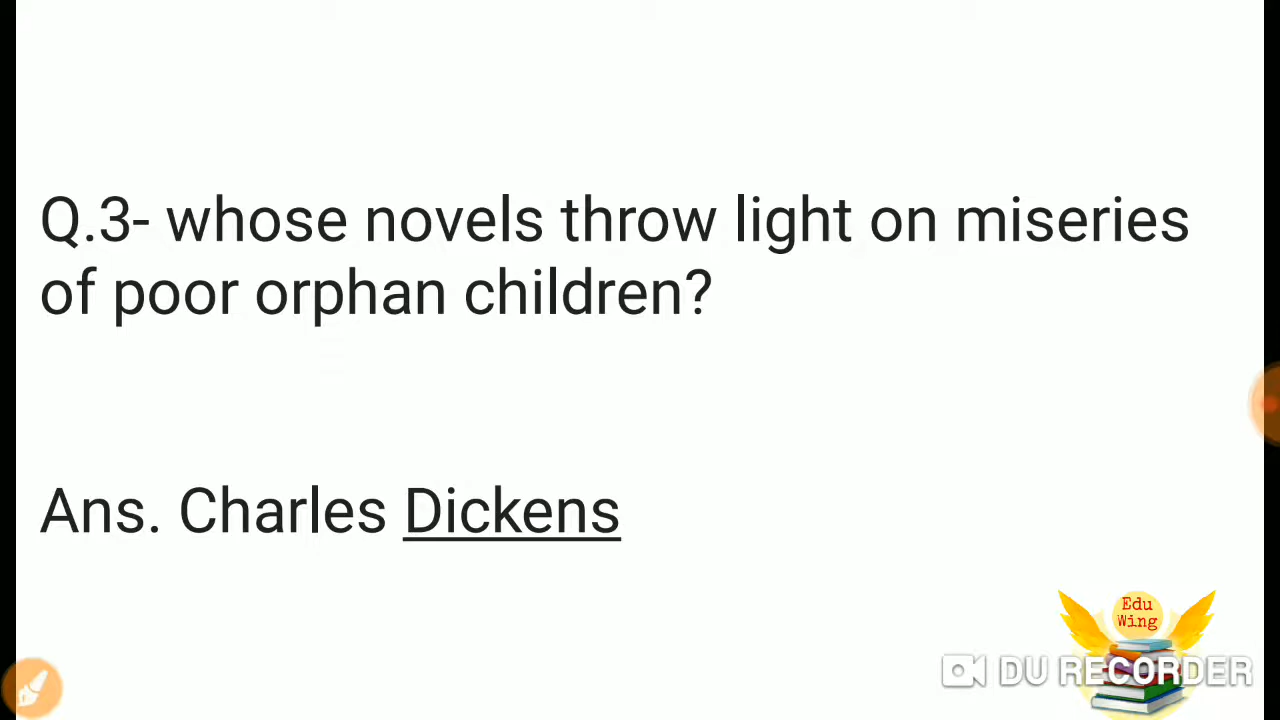 Q.3- whose novels throw light on miseries
of poor orphan children?
Ans. Charles Dickens
Edu
Wing
DU RECORDER